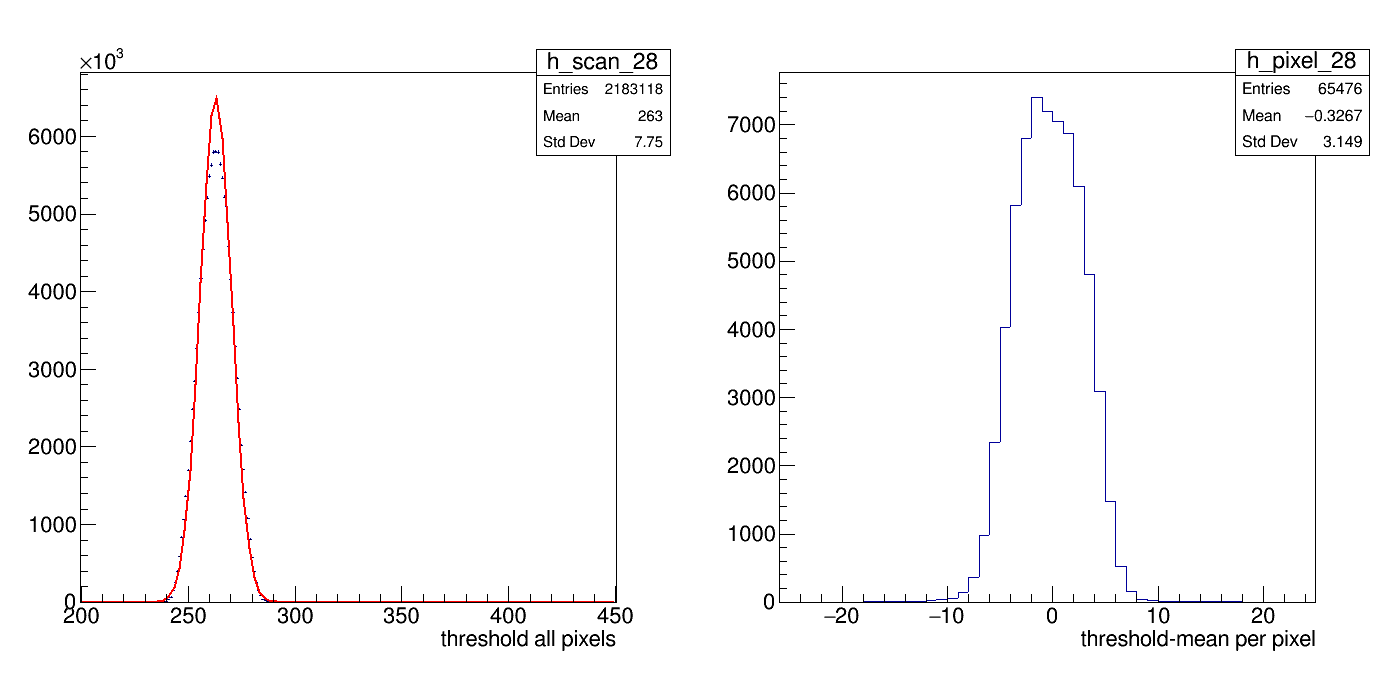 ×10³
h_scan_28
Entries 2183118
Mean 263
Std Dev 7.75
6000
5000
4000
3000
2000
1000
0
200 250 300 350 400 450
threshold all pixels
h_pixel_28
Entries 65476
Mean −0.3267
Std Dev 3.149
7000
6000
5000
4000
3000
2000
1000
0
−20 −10 0 10 20
threshold-mean per pixel